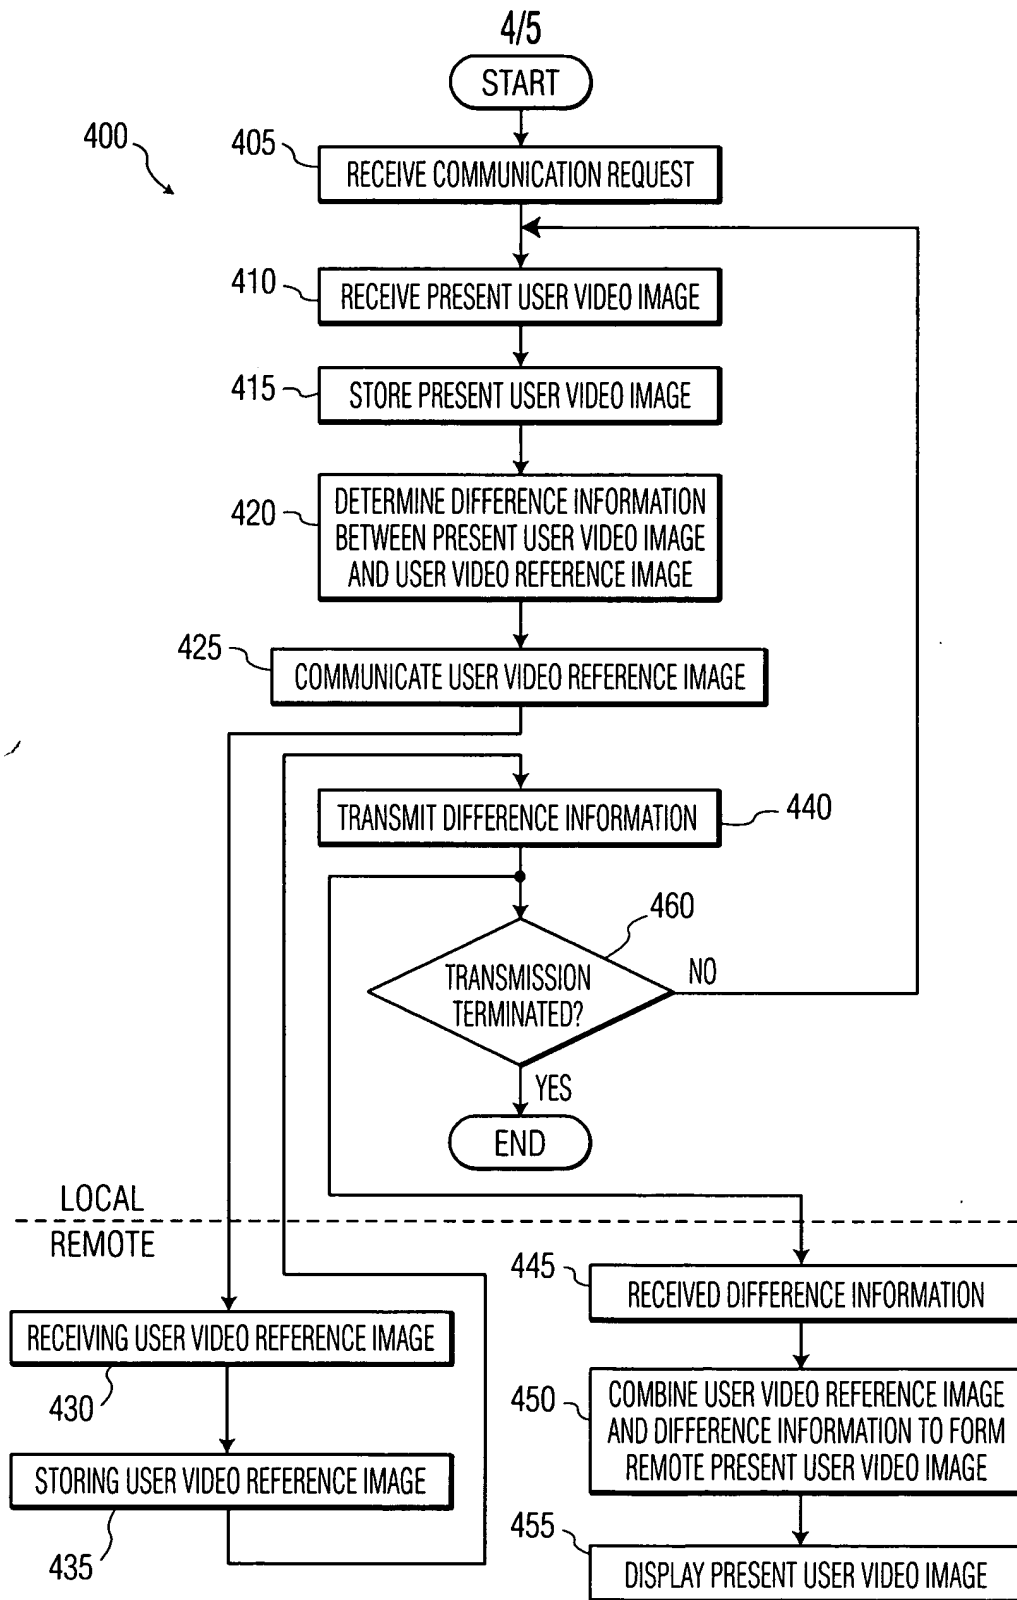 4/5
START
400
405
RECEIVE COMMUNICATION REQUEST
410
RECEIVE PRESENT USER VIDEO IMAGE
415
STORE PRESENT USER VIDEO IMAGE
420
DETERMINE DIFFERENCE INFORMATION
BETWEEN PRESENT USER VIDEO IMAGE
AND USER VIDEO REFERENCE IMAGE
425
COMMUNICATE USER VIDEO REFERENCE IMAGE
TRANSMIT DIFFERENCE INFORMATION
440
460
TRANSMISSION
TERMINATED?
NO
YES
END
LOCAL
REMOTE
RECEIVING USER VIDEO REFERENCE IMAGE
430
STORING USER VIDEO REFERENCE IMAGE
435
445
RECEIVED DIFFERENCE INFORMATION
450
COMBINE USER VIDEO REFERENCE IMAGE
AND DIFFERENCE INFORMATION TO FORM
REMOTE PRESENT USER VIDEO IMAGE
455
DISPLAY PRESENT USER VIDEO IMAGE